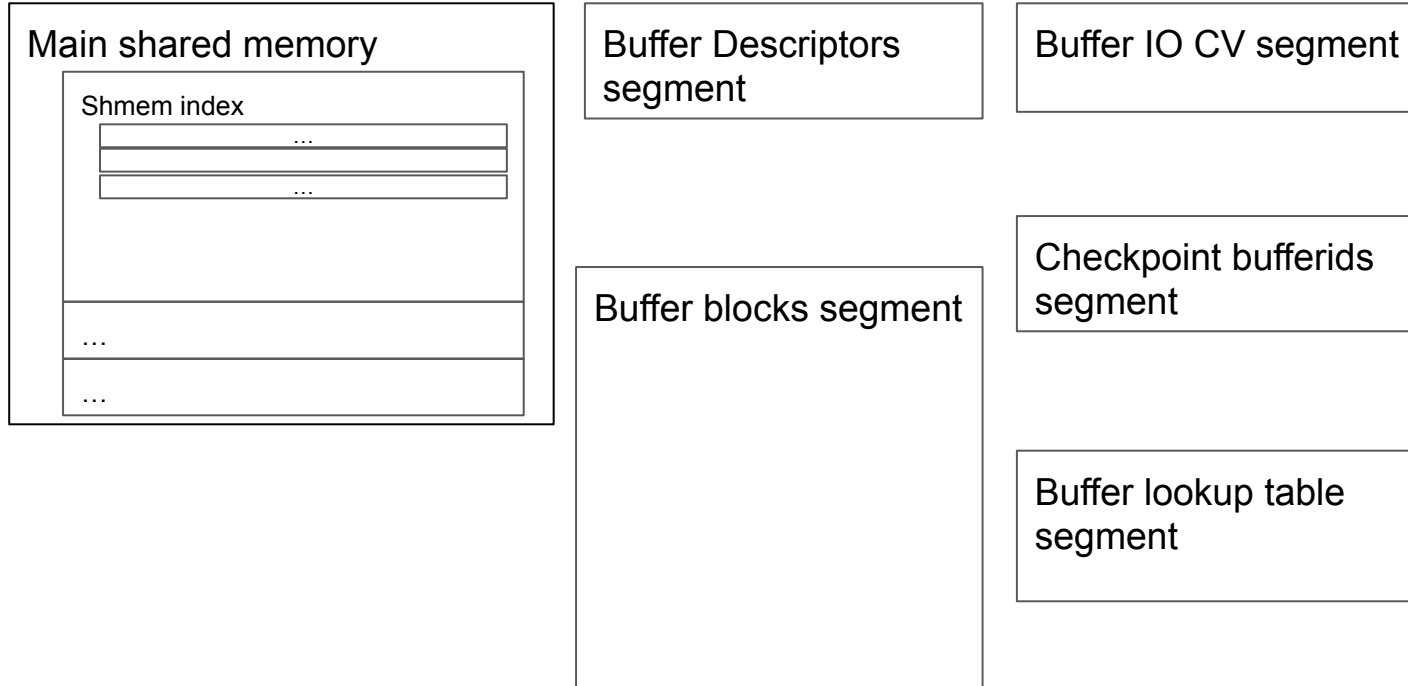 Main shared memory
Shmem index
…
…
…
…
Buffer Descriptors
segment
Buffer blocks segment
Buffer IO CV segment
Checkpoint bufferids
segment
Buffer lookup table
segment